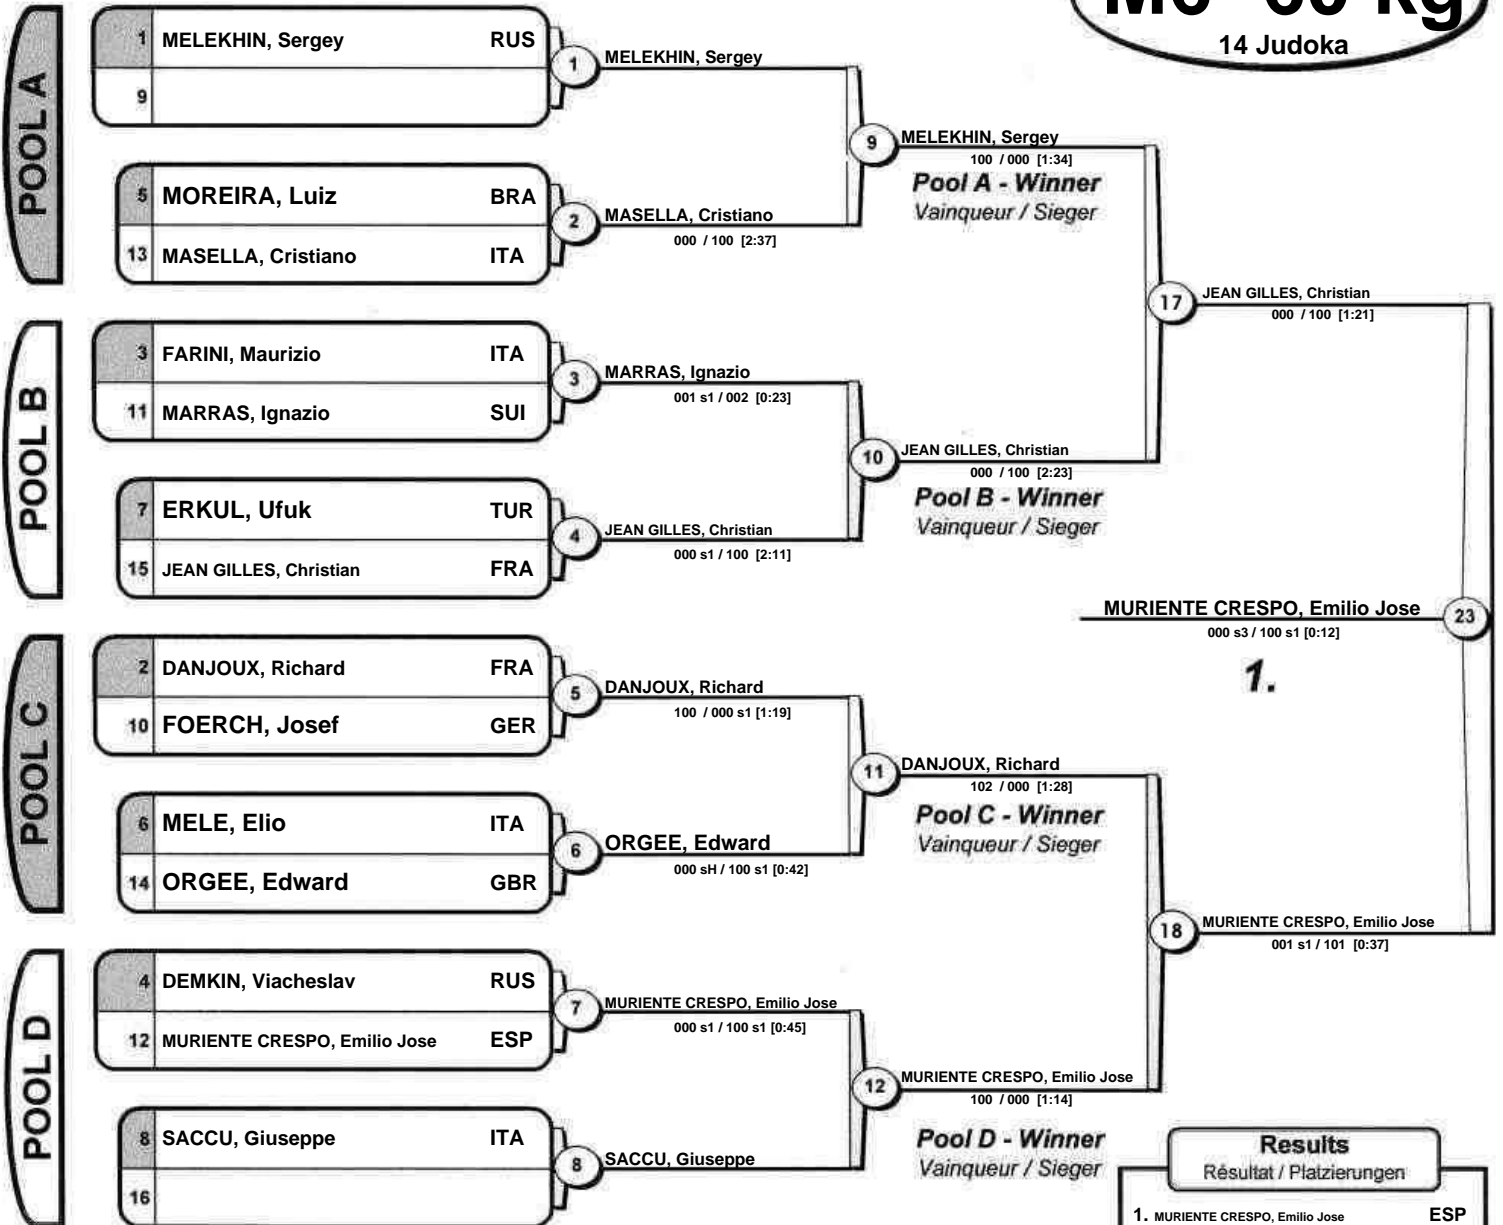 M6 -66 kg
14 Judoka
POOL A
1 MELEKHIN, Sergey RUS
9
5 MOREIRA, Luiz BRA
13 MASELLA, Cristiano ITA
1 MELEKHIN, Sergey
2 MASELLA, Cristiano
000 / 100 [2:37]
9 MELEKHIN, Sergey
100 / 000 [1:34]
Pool A - Winner
Vainqueur / Sieger
POOL B
3 FARINI, Maurizio ITA
11 MARRAS, Ignazio SUI
7 ERKUL, Ufuk TUR
15 JEAN GILLES, Christian FRA
3 MARRAS, Ignazio
001 s1 / 002 [0:23]
4 JEAN GILLES, Christian
000 s1 / 100 [2:11]
10 JEAN GILLES, Christian
000 / 100 [2:23]
Pool B - Winner
Vainqueur / Sieger
17 JEAN GILLES, Christian
000 / 100 [1:21]
MURIENTE CRESPO, Emilio Jose 23
000 s3 / 100 s1 [0:12]
1.
POOL C
2 DANJOUX, Richard FRA
10 FOERCH, Josef GER
6 MELE, Elio ITA
14 ORGEE, Edward GBR
5 DANJOUX, Richard
100 / 000 s1 [1:19]
6 ORGEE, Edward
000 sH / 100 s1 [0:42]
11 DANJOUX, Richard
102 / 000 [1:28]
Pool C - Winner
Vainqueur / Sieger
18 MURIENTE CRESPO, Emilio Jose
001 s1 / 101 [0:37]
POOL D
4 DEMKIN, Viacheslav RUS
12 MURIENTE CRESPO, Emilio Jose ESP
8 SACCU, Giuseppe ITA
16
7 MURIENTE CRESPO, Emilio Jose
000 s1 / 100 s1 [0:45]
8 SACCU, Giuseppe
12 MURIENTE CRESPO, Emilio Jose
100 / 000 [1:14]
Pool D - Winner
Vainqueur / Sieger
Results
Résultat / Platzierungen
1. MURIENTE CRESPO, Emilio Jose ESP